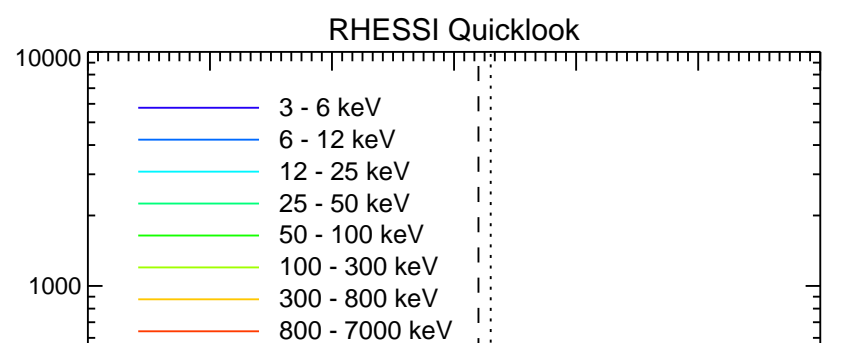 RHESSI Quicklook
10000
3 - 6 keV
6 - 12 keV
12 - 25 keV
25 - 50 keV
50 - 100 keV
100 - 300 keV
1000
300 - 800 keV
800 - 7000 keV